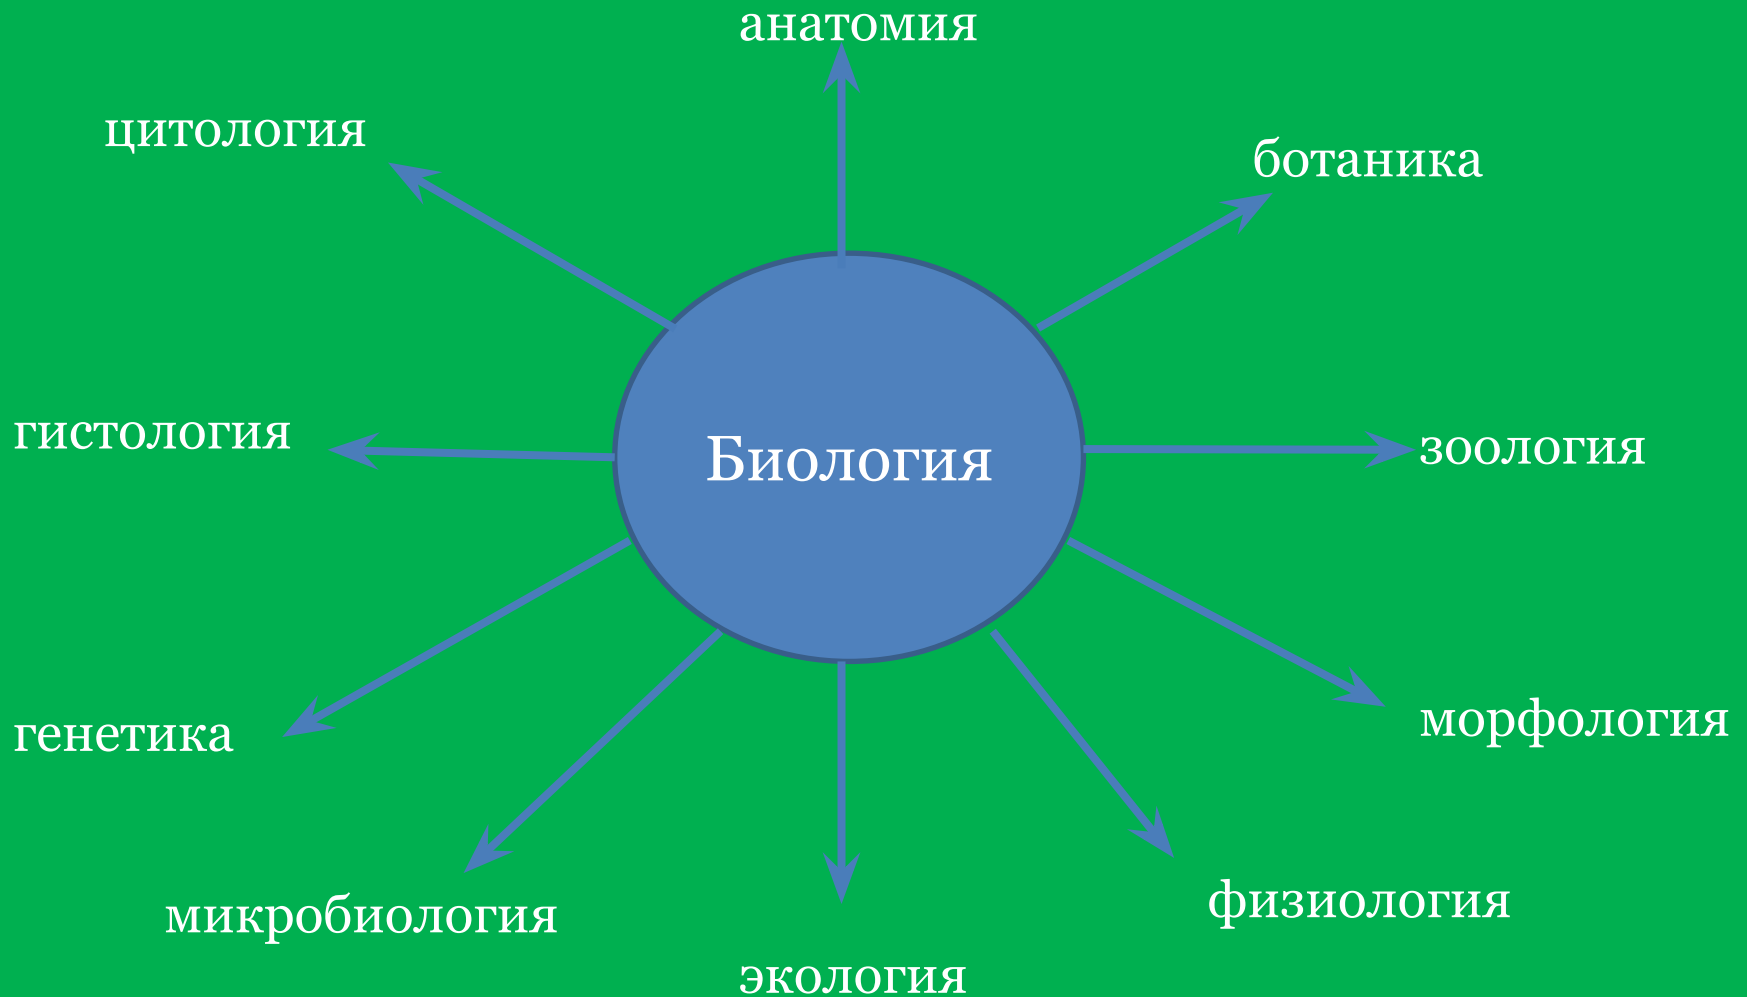 анатомия
цитология
ботаника
гистология
Биология
зоология
генетика
морфология
микробиология
физиология
экология